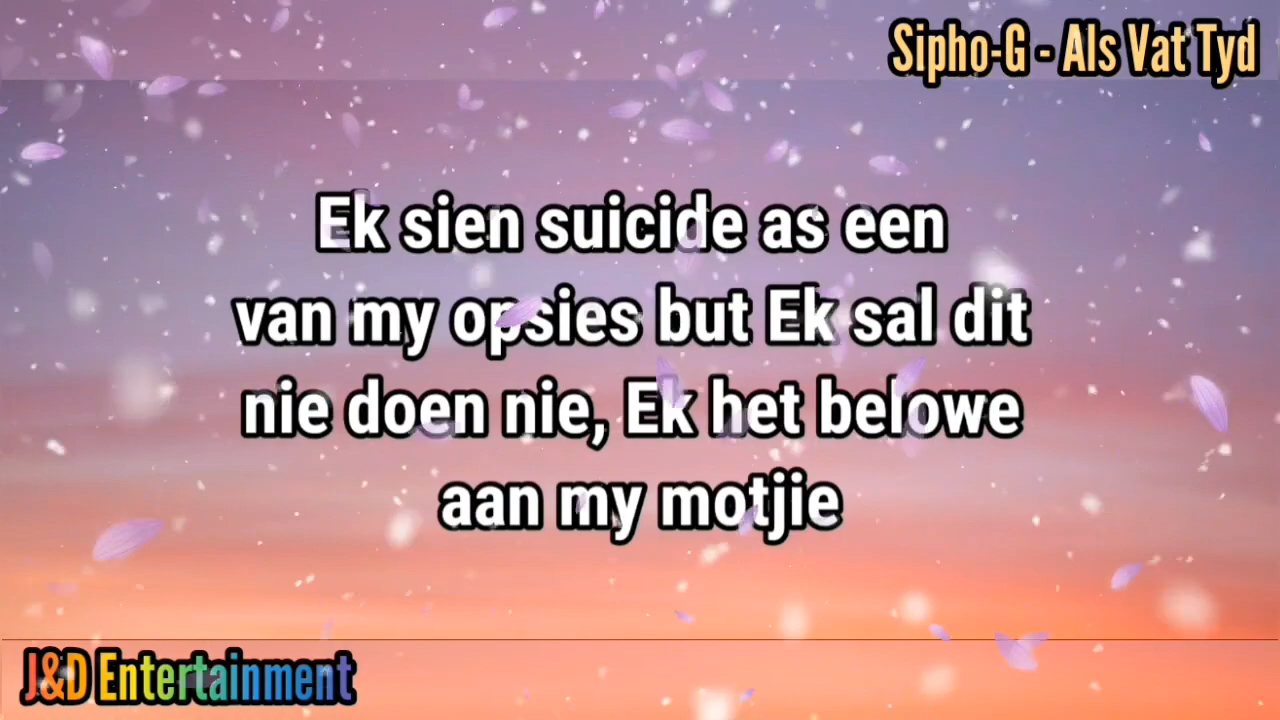 Sipho-G - Als Vat Tyd
Ek sien suicide as een
van my opsies but Ek sal dit
nie doen nie, Ek het belowe
aan my motjie
J&D Entertainment